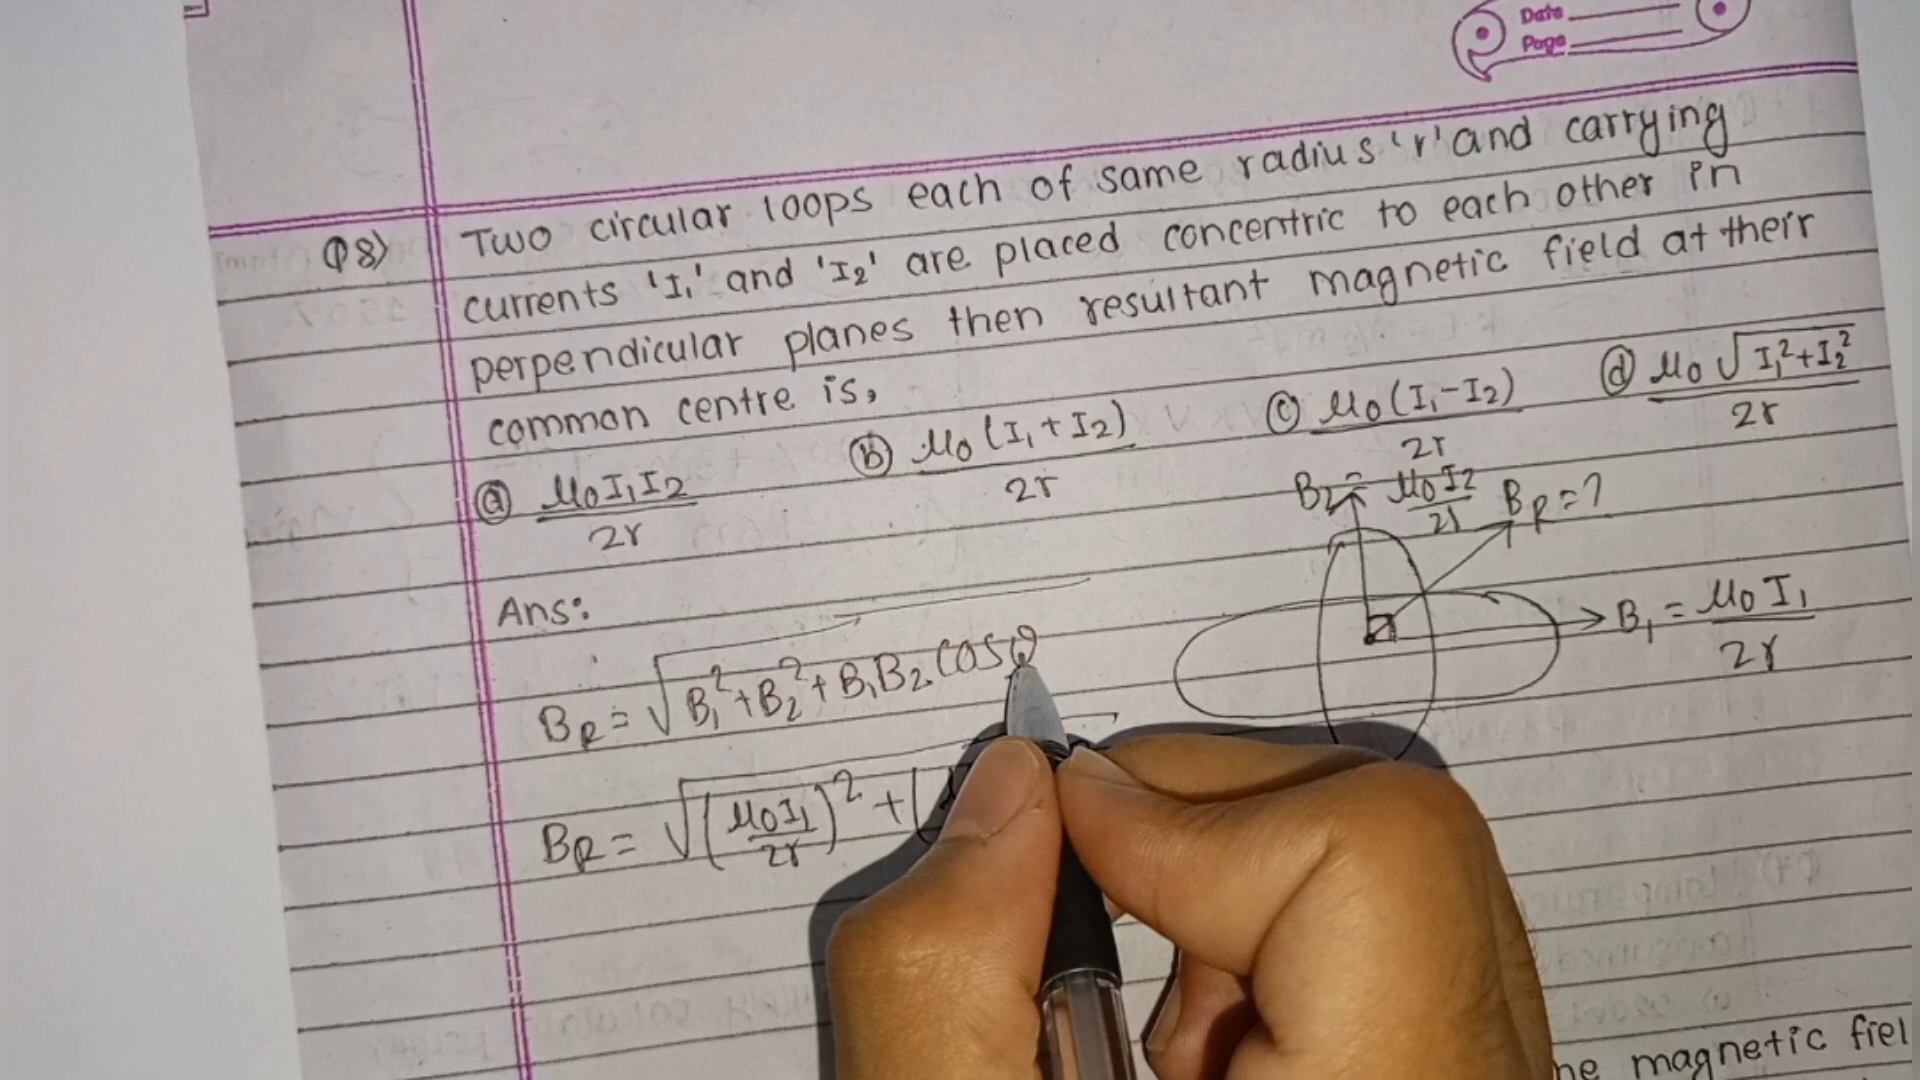 Date
Page
Q8) Two circular loops each of same radius 'r' and carrying
currents 'I₁' and 'I₂' are placed concentric to each other in
perpendicular planes then resultant magnetic field at their
common centre is,
ⓐ μ₀I₁I₂/2r ⓑ μ₀(I₁+I₂)/2r ⓒ μ₀(I₁-I₂)/2r ⓓ μ₀√(I₁²+I₂²)/2r
B₂= μ₀I₂/2r
B_R=?
B₁ = μ₀I₁/2r
Ans:
B_R = √(B₁²+B₂²+B₁B₂ cosθ)
B_R = √((μ₀I₁/2r)² + (
magnetic fiel